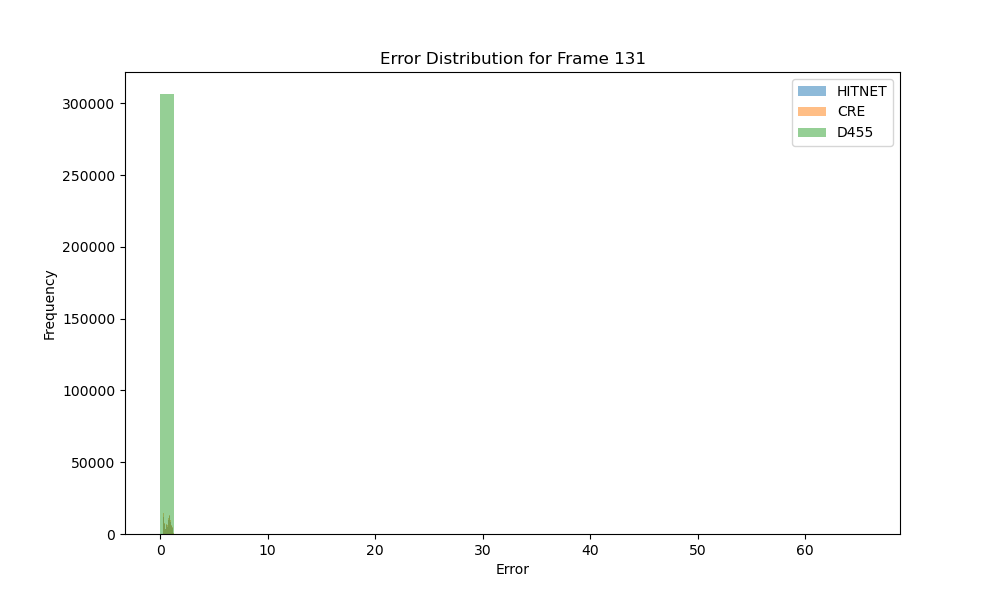 Error Distribution for Frame 131
HITNET
CRE
D455
300000
250000
200000
150000
100000
50000
0
Frequency
0 10 20 30 40 50 60
Error